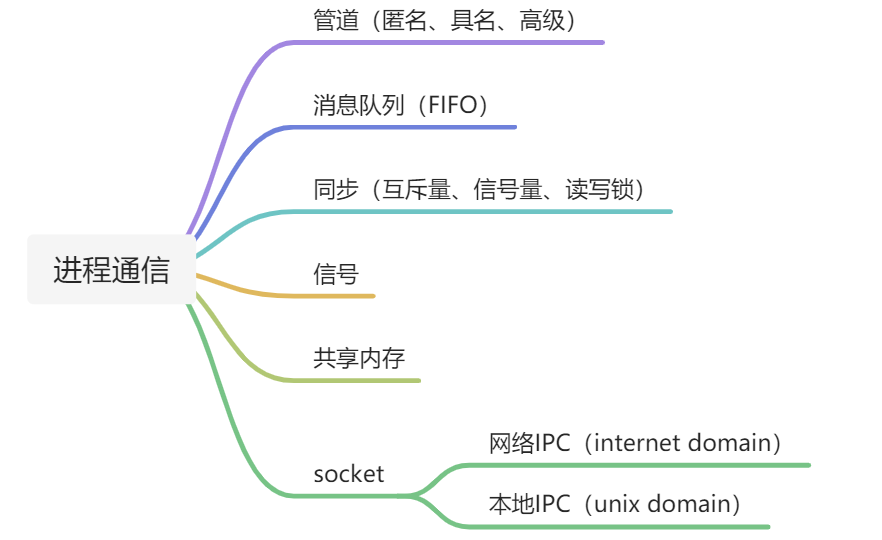 管道（匿名、具名、高级）
消息队列（FIFO）
同步（互斥量、信号量、读写锁）
进程通信
信号
共享内存
socket
网络IPC（internet domain）
本地IPC（unix domain）